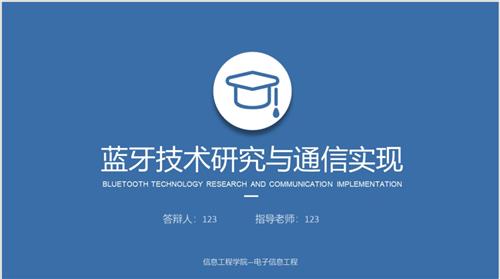 蓝牙技术研究与通信实现
BLUETOOTH TECHNOLOGY RESEARCH AND COMMUNICATION IMPLEMENTATION
答辩人：123 指导老师：123
信息工程学院—电子信息工程